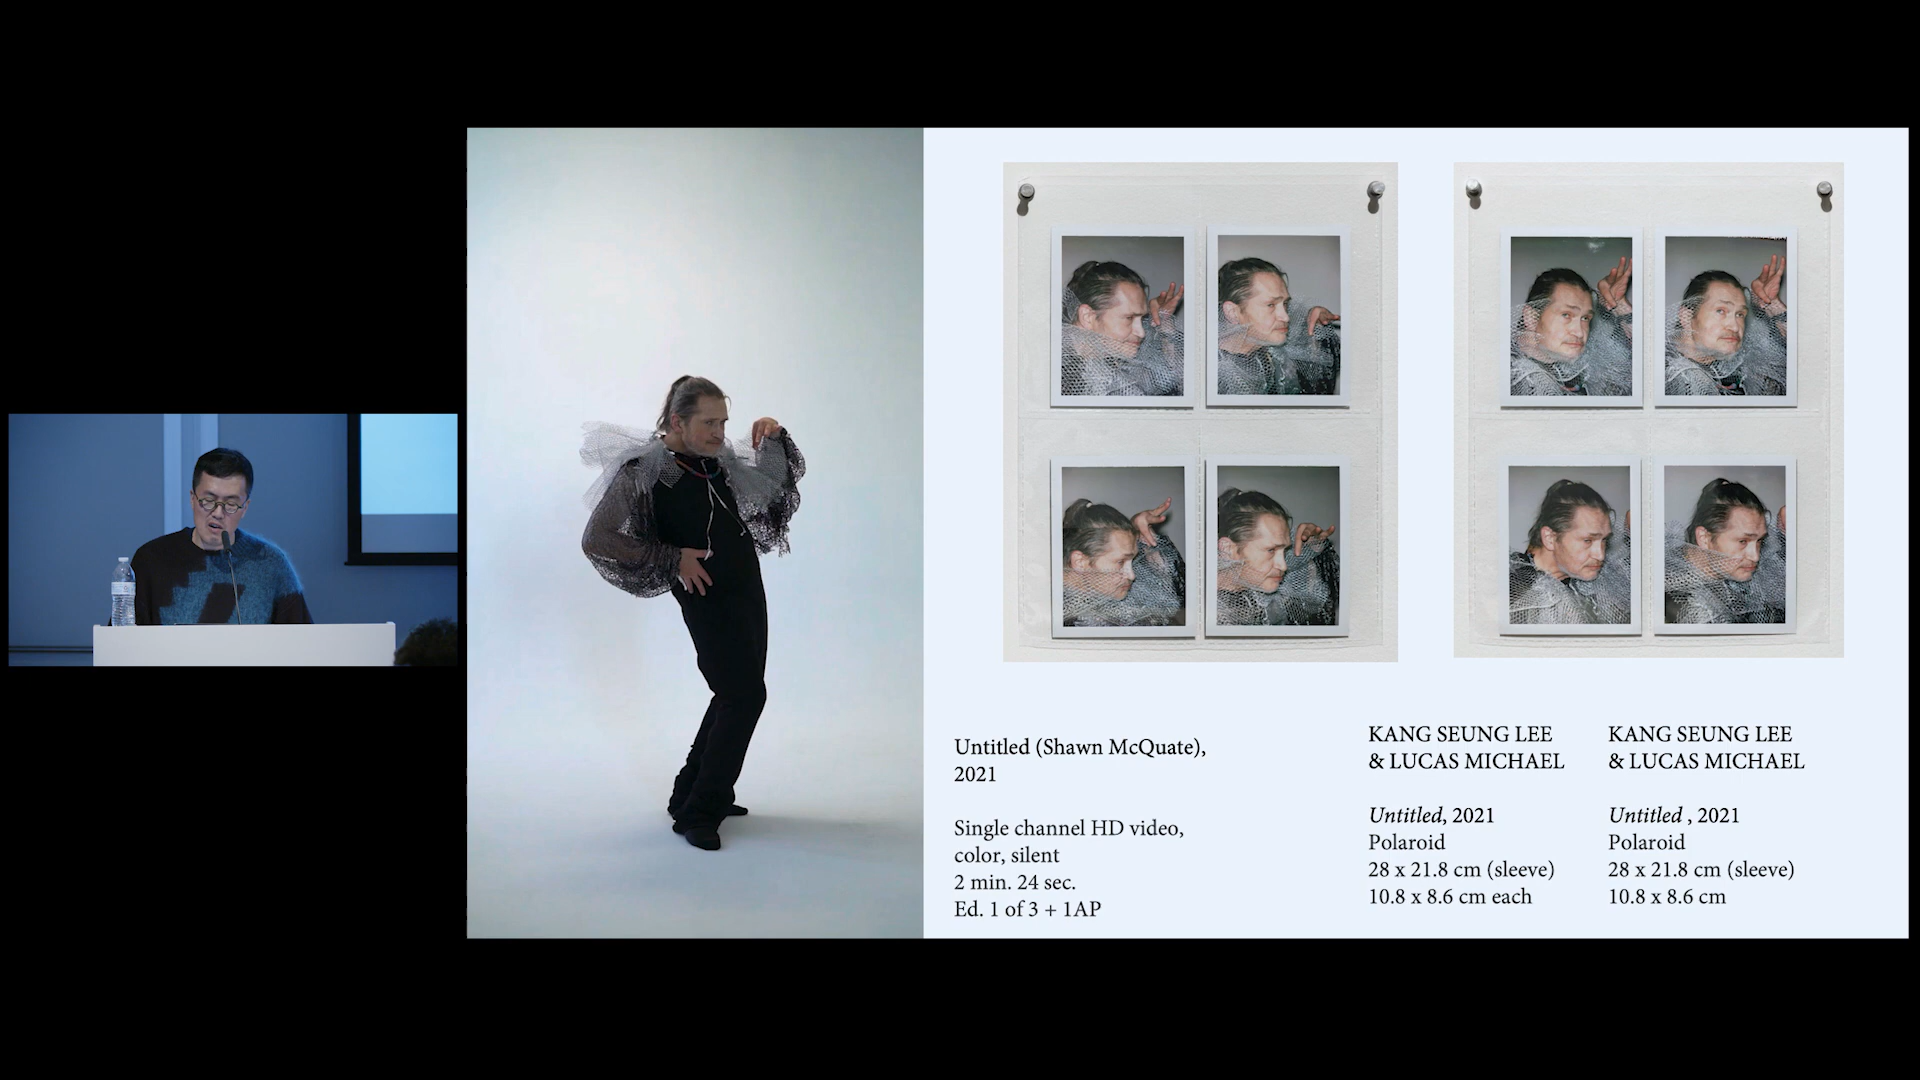 Untitled (Shawn McQuate),
2021
Single channel HD video,
color, silent
2 min. 24 sec.
Ed. 1 of 3 + 1AP
KANG SEUNG LEE
& LUCAS MICHAEL
Untitled, 2021
Polaroid
28 x 21.8 cm (sleeve)
10.8 x 8.6 cm each
KANG SEUNG LEE
& LUCAS MICHAEL
Untitled , 2021
Polaroid
28 x 21.8 cm (sleeve)
10.8 x 8.6 cm